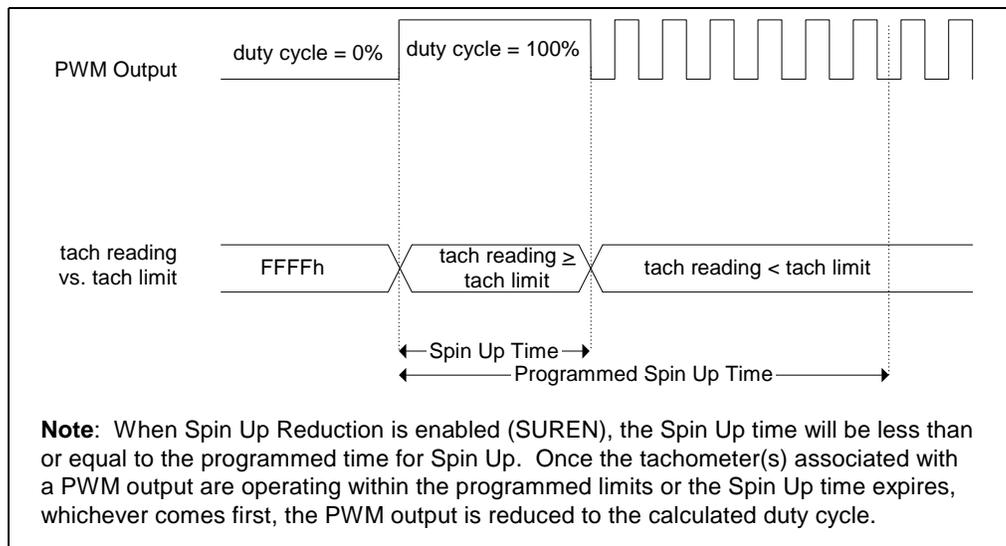 duty cycle = 0%
duty cycle = 100%
PWM Output
tach reading
vs. tach limit
FFFFh
tach reading ≥
tach limit
tach reading < tach limit
Spin Up Time
Programmed Spin Up Time
Note: When Spin Up Reduction is enabled (SUREN), the Spin Up time will be less than
or equal to the programmed time for Spin Up. Once the tachometer(s) associated with
a PWM output are operating within the programmed limits or the Spin Up time expires,
whichever comes first, the PWM output is reduced to the calculated duty cycle.